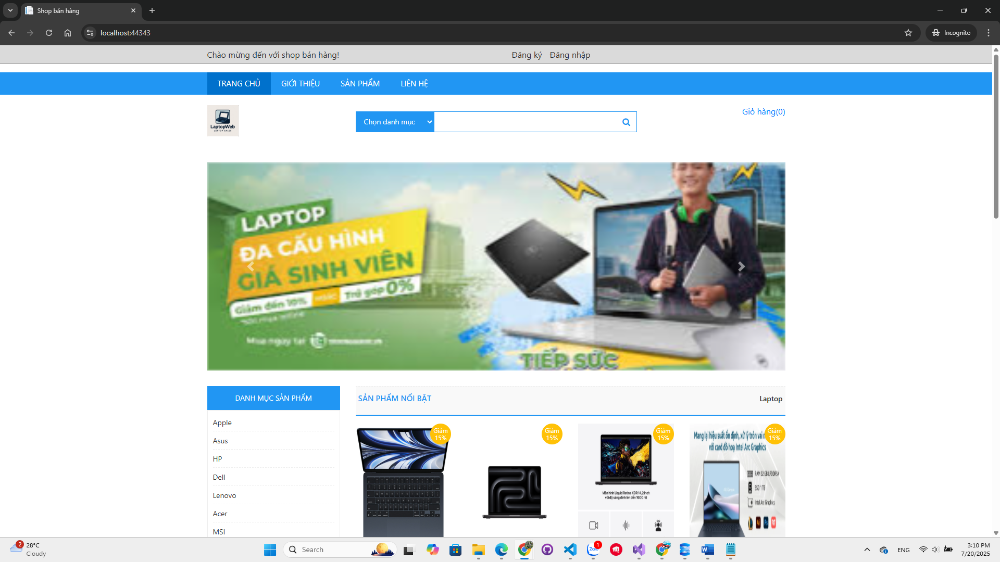 Shop bán hàng
localhost:44343
Incognito
Chào mừng đến với shop bán hàng!
Đăng ký Đăng nhập
TRANG CHỦ GIỚI THIỆU SẢN PHẨM LIÊN HỆ
LaptopWeb
LAPTOP SALES
Chọn danh mục
Giỏ hàng(0)
LAPTOP
ĐA CẤU HÌNH
GIÁ SINH VIÊN
Giảm đến 10% Trả góp 0%
Mua ngay tại
TIẾP SỨC
DANH MỤC SẢN PHẨM
Apple
Asus
HP
Dell
Lenovo
Acer
MSI
SẢN PHẨM NỔI BẬT
Laptop
Giảm
15%
Giảm
15%
Giảm
15%
Màn hình Liquid Retina XDR 14,2 inch
với độ sáng đỉnh lên đến 1600 nit
Giảm
15%
Mang lại hiệu suất ổn định, xử lý trơn vai
với card đồ hoạ Intel Arc Graphics
RAM 32 GB LPDDR5X
SSD 1 TB
Intel Arc Graphics
2
28°C
Cloudy
Search
Zalo
1
ENG
3:10 PM
7/20/2025